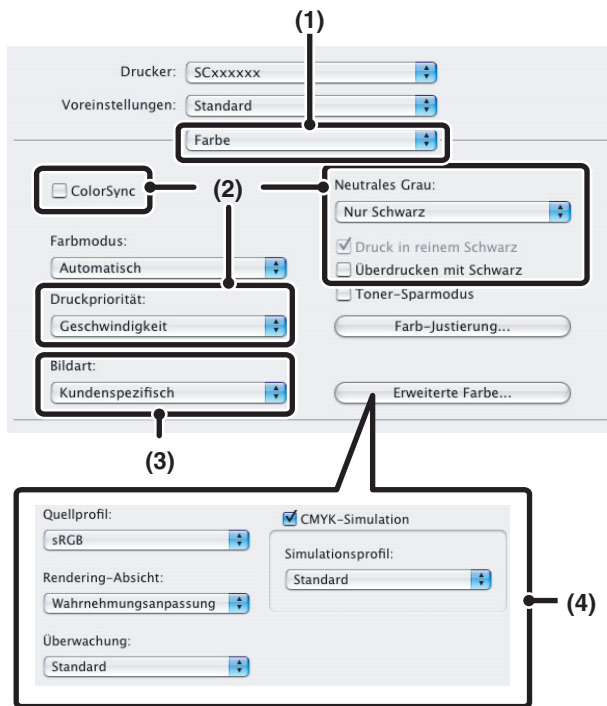 (1)
Drucker: SCxxxxxx
Voreinstellungen: Standard
Farbe
ColorSync
(2)
Neutrales Grau:
Nur Schwarz
Druck in reinem Schwarz
Überdrucken mit Schwarz
Toner-Sparmodus
Farbmodus:
Automatisch
Druckpriorität:
Geschwindigkeit
Farb-Justierung...
Bildart:
Kundenspezifisch
Erweiterte Farbe...
(3)
Quellprofil:
sRGB
Rendering-Absicht:
Wahrnehmungsanpassung
Überwachung:
Standard
CMYK-Simulation
Simulationsprofil:
Standard
(4)